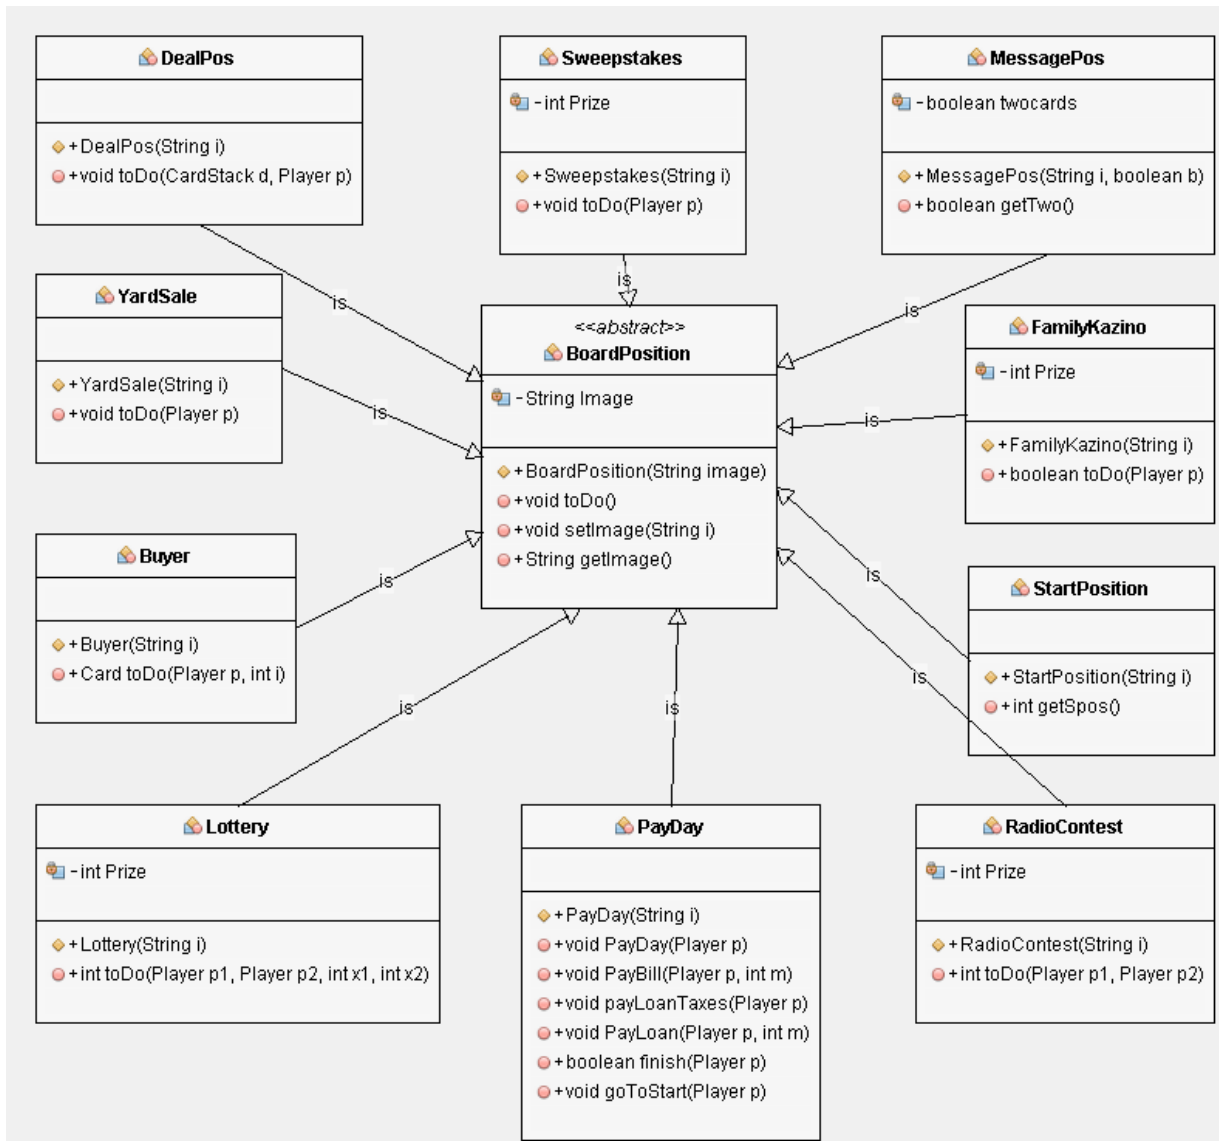 DealPos
+DealPos(String i)
+void toDo(CardStack d, Player p)
Sweepstakes
-int Prize
+Sweepstakes(String i)
+void toDo(Player p)
MessagePos
-boolean twocards
+MessagePos(String i, boolean b)
+boolean getTwo()
is
is
is
YardSale
+YardSale(String i)
+void toDo(Player p)
is
<<abstract>>
BoardPosition
-String Image
+BoardPosition(String image)
+void toDo()
+void setImage(String i)
+String getImage()
FamilyKazino
-int Prize
+FamilyKazino(String i)
+boolean toDo(Player p)
is
Buyer
+Buyer(String i)
+Card toDo(Player p, int i)
is
StartPosition
+StartPosition(String i)
+int getSpos()
is
is
is
is
Lottery
-int Prize
+Lottery(String i)
+int toDo(Player p1, Player p2, int x1, int x2)
PayDay
+PayDay(String i)
+void PayDay(Player p)
+void PayBill(Player p, int m)
+void payLoanTaxes(Player p)
+void PayLoan(Player p, int m)
+boolean finish(Player p)
+void goToStart(Player p)
RadioContest
-int Prize
+RadioContest(String i)
+int toDo(Player p1, Player p2)